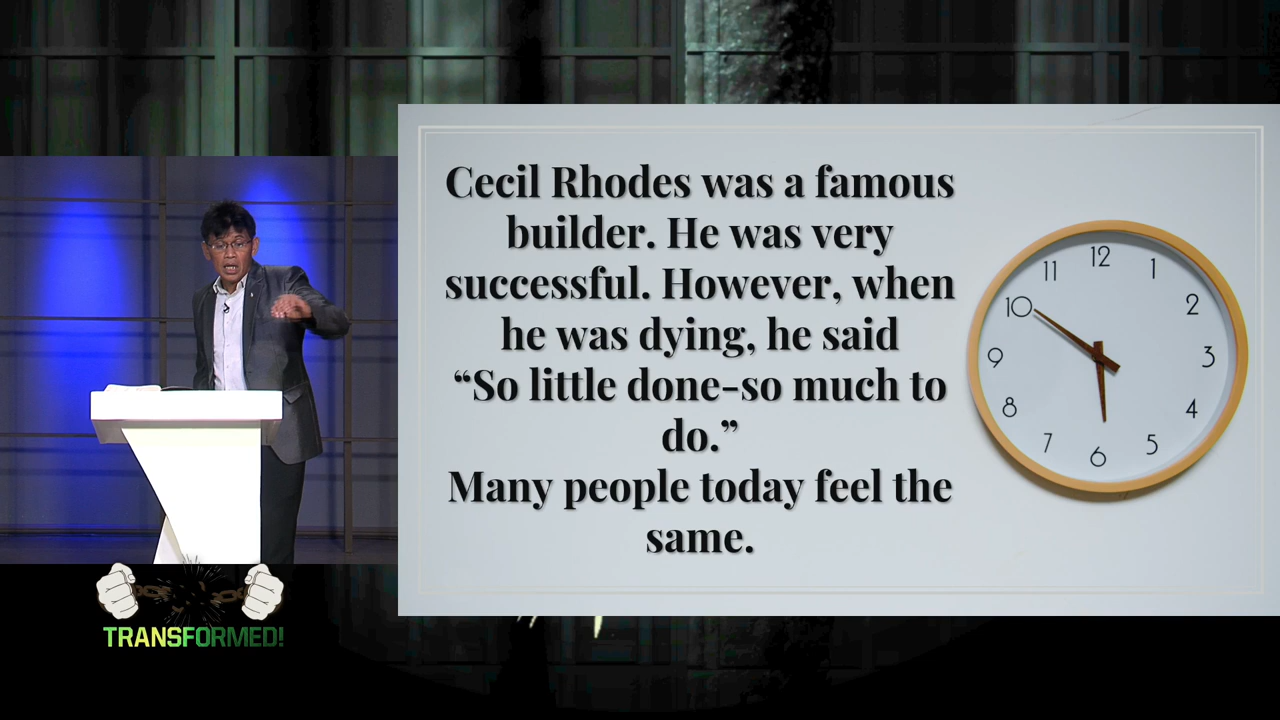 Cecil Rhodes was a famous
builder. He was very
successful. However, when
he was dying, he said
“So little done-so much to
do.”
Many people today feel the
same.
12
11
1
10
2
9
3
8
4
7
5
6
TRANSFORMED!